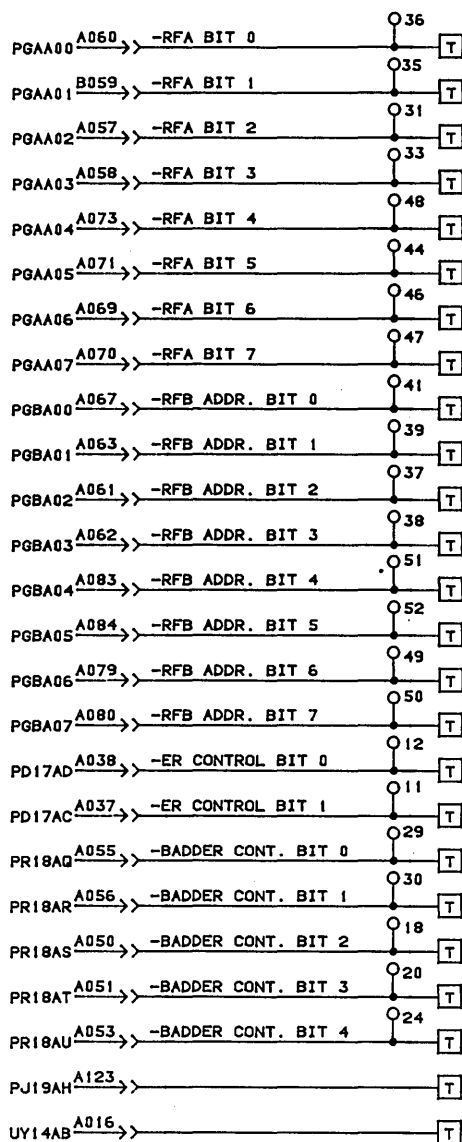 36
PGAA00 A060 -RFA BIT 0 T
35
PGAA01 B059 -RFA BIT 1 T
31
PGAA02 A057 -RFA BIT 2 T
33
PGAA03 A058 -RFA BIT 3 T
48
PGAA04 A073 -RFA BIT 4 T
44
PGAA05 A071 -RFA BIT 5 T
46
PGAA06 A069 -RFA BIT 6 T
47
PGAA07 A070 -RFA BIT 7 T
41
PGBA00 A067 -RFB ADDR. BIT 0 T
39
PGBA01 A063 -RFB ADDR. BIT 1 T
37
PGBA02 A061 -RFB ADDR. BIT 2 T
38
PGBA03 A062 -RFB ADDR. BIT 3 T
51
PGBA04 A083 -RFB ADDR. BIT 4 T
52
PGBA05 A084 -RFB ADDR. BIT 5 T
49
PGBA06 A079 -RFB ADDR. BIT 6 T
50
PGBA07 A080 -RFB ADDR. BIT 7 T
12
PD17AD A038 -ER CONTROL BIT 0 T
11
PD17AC A037 -ER CONTROL BIT 1 T
29
PR18AQ A055 -BADDER CONT. BIT 0 T
30
PR18AR A056 -BADDER CONT. BIT 1 T
18
PR18AS A050 -BADDER CONT. BIT 2 T
20
PR18AT A051 -BADDER CONT. BIT 3 T
24
PR18AU A053 -BADDER CONT. BIT 4 T
PJ19AH A123 T
UY14AB A016 T